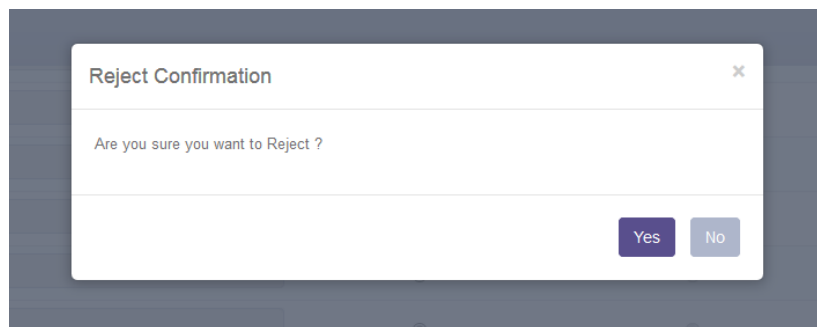 Reject Confirmation ×
Are you sure you want to Reject ?
Yes No